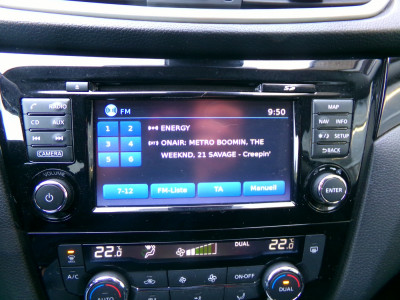 FM
9:50
1 2
3 4
5 6
ENERGY
ONAIR: METRO BOOMIN, THE
WEEKND, 21 SAVAGE - Creepin'
7-12
FM-Liste
TA
Manuell
RADIO
CD
AUX
CAMERA
VOLUME
MAP
NAV
INFO
SETUP
BACK
ENTER
22.0
DUAL
22.0
A/C
AUTO
ON·OFF
DUAL